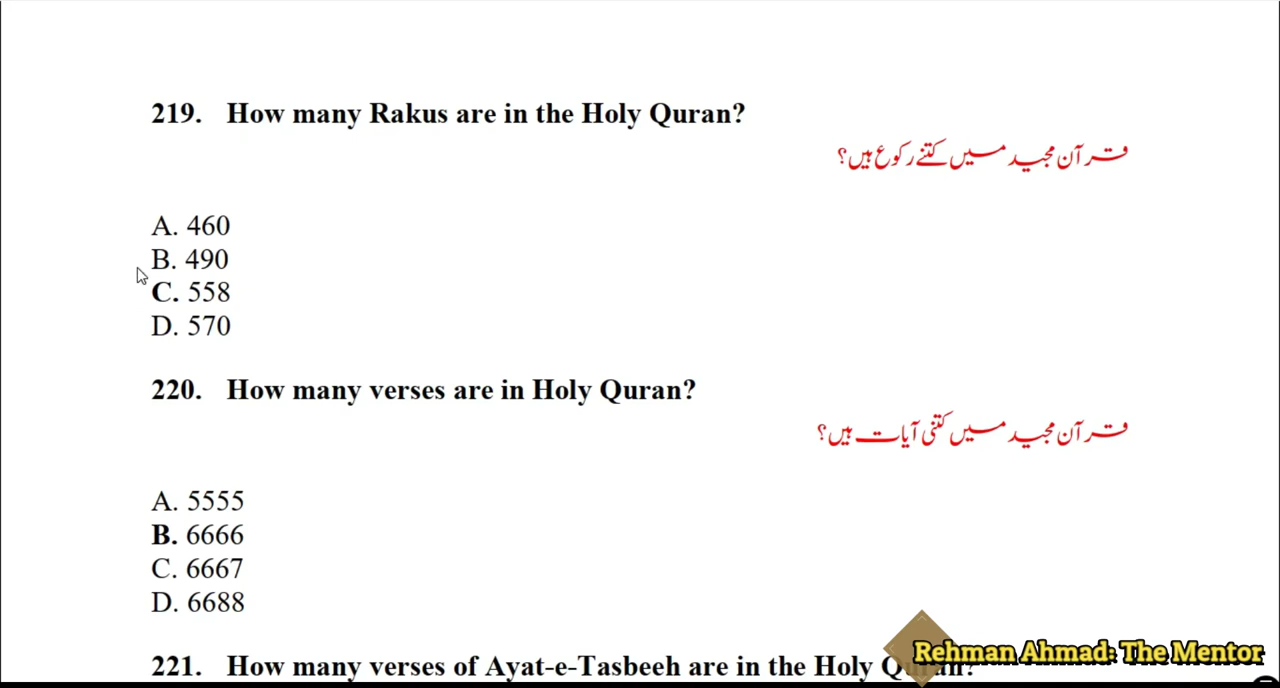 219. How many Rakus are in the Holy Quran?
قرآن مجید میں کتنے رکوع ہیں؟
A. 460
B. 490
C. 558
D. 570
220. How many verses are in Holy Quran?
قرآن مجید میں کتنی آیات ہیں؟
A. 5555
B. 6666
C. 6667
D. 6688
221. How many verses of Ayat-e-Tasbeeh are in the Holy Quran?
Rehman Ahmad: The Mentor